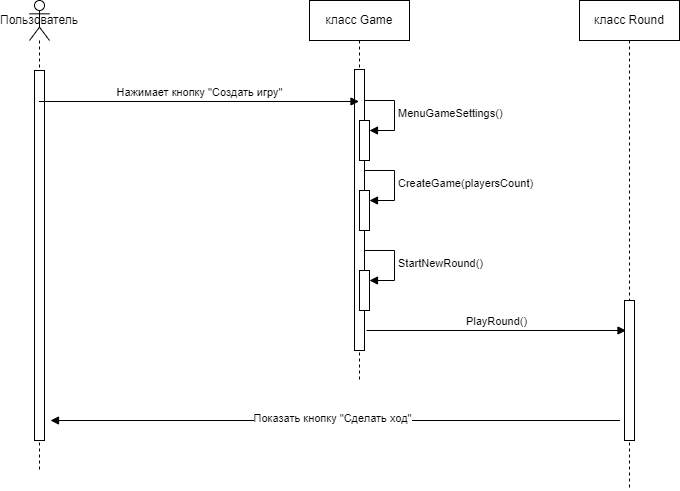 Пользователь
класс Game
класс Round
Нажимает кнопку "Создать игру"
MenuGameSettings()
CreateGame(playersCount)
StartNewRound()
PlayRound()
Показать кнопку "Сделать ход"